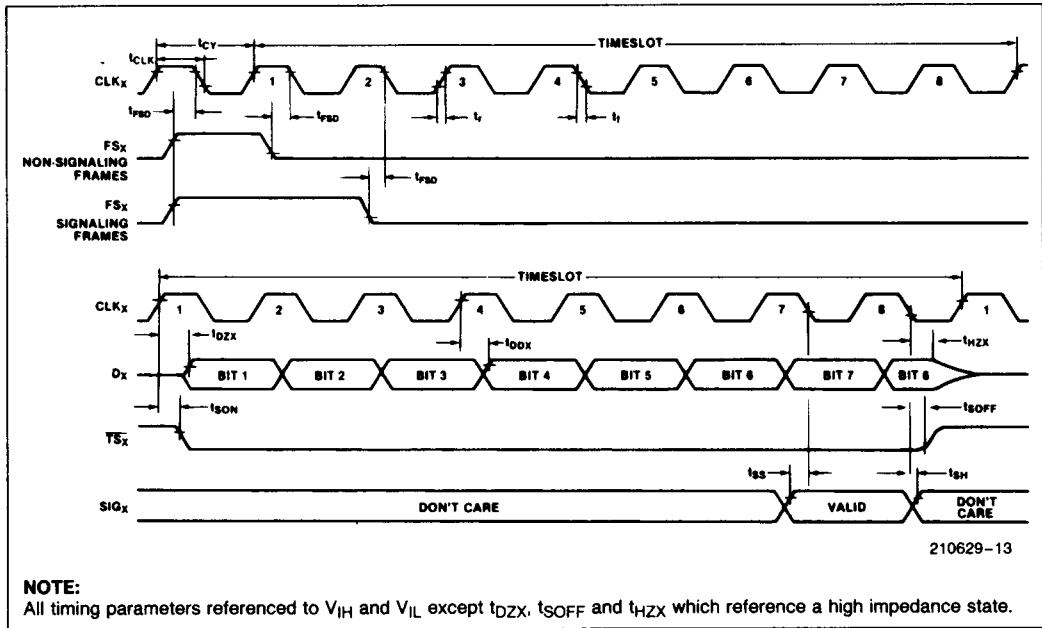 tCY
TIMESLOT
tCLK
CLKX
1 2 3 4 5 6 7 8
tFSD
tFSD
tr
tf
FSX
NON-SIGNALING
FRAMES
tFSD
FSX
SIGNALING
FRAMES
TIMESLOT
CLKX
1 2 3 4 5 6 7 8 1
tDZX
tDDX
tHZX
DX
BIT 1 BIT 2 BIT 3 BIT 4 BIT 5 BIT 6 BIT 7 BIT 8
tSON
tSOFF
TSX
tSS
tSH
SIGX
DON'T CARE
VALID
DON'T
CARE
210629–13
NOTE:
All timing parameters referenced to VIH and VIL except tDZX, tSOFF and tHZX which reference a high impedance state.